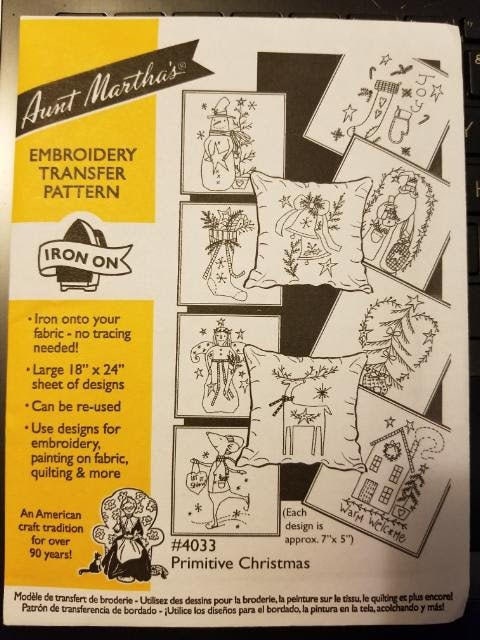 Aunt Martha's®
EMBROIDERY
TRANSFER
PATTERN
IRON ON
• Iron onto your
fabric - no tracing
needed!
• Large 18" x 24"
sheet of designs
• Can be re-used
• Use designs for
embroidery,
painting on fabric,
quilting & more
An American
craft tradition
for over
90 years!
JOY
LET IT
SNOW
warm welcome
(Each
design is
approx. 7"x 5")
#4033
Primitive Christmas
Modèle de transfert de broderie - Utilisez des dessins pour la broderie, la peinture sur le tissu, le quilting et plus encore!
Patrón de transferencia de bordado - ¡Utilice los diseños para el bordado, la pintura en la tela, acolchando y más!